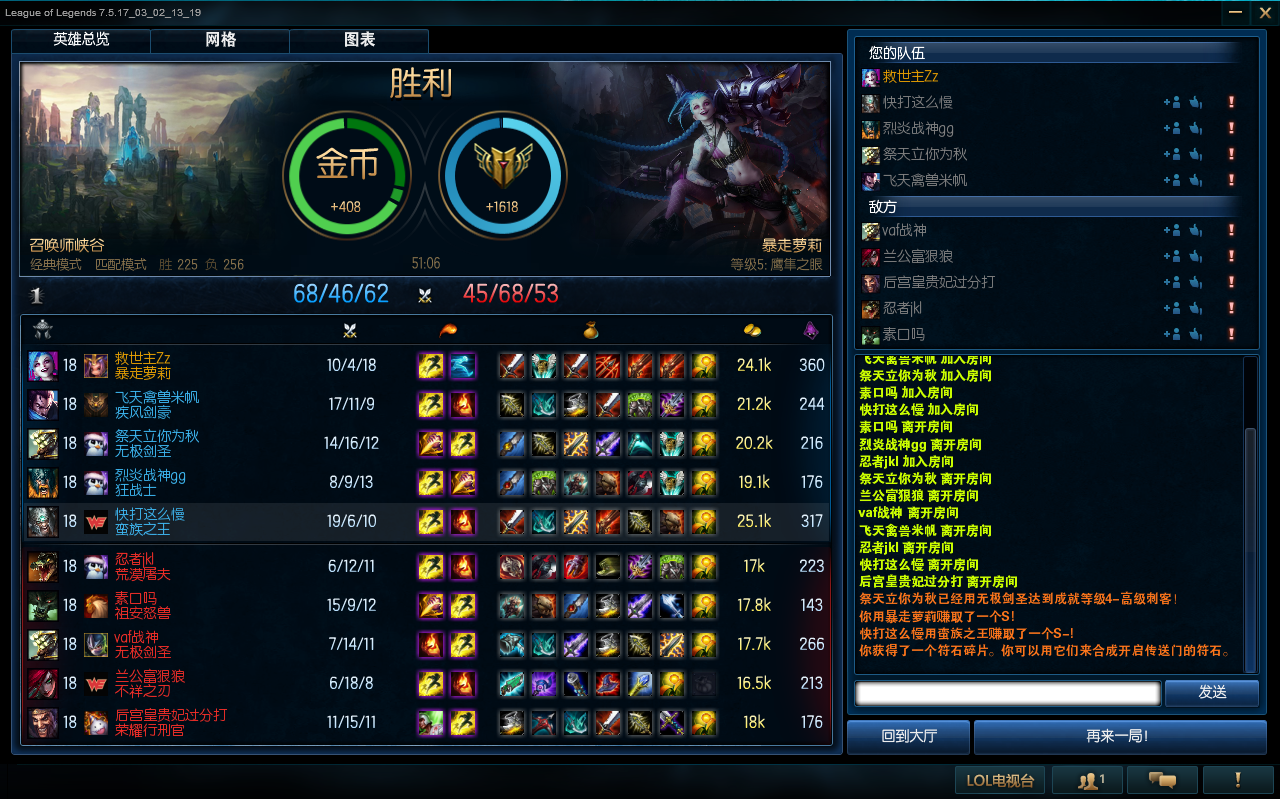 League of Legends 7.5.17_03_02_13_19
英雄总览 网格 图表
胜利
金币
+408 +1618
召唤师峡谷 暴走萝莉
经典模式 匹配模式 胜 225 负 256 51:06 等级5: 鹰隼之眼
1 68/46/62 45/68/53
18 救世主Zz 10/4/18 24.1k 360
暴走萝莉
18 飞天禽兽米帆 17/11/9 21.2k 244
疾风剑豪
18 祭天立你为秋 14/16/12 20.2k 216
无极剑圣
18 烈炎战神gg 8/9/13 19.1k 176
狂战士
18 快打这么慢 19/6/10 25.1k 317
蛮族之王
18 忍者jkl 6/12/11 17k 223
荒漠屠夫
18 素口吗 15/9/12 17.8k 143
祖安怒兽
18 vaf战神 7/14/11 17.7k 266
无极剑圣
18 兰公富狠狼 6/18/8 16.5k 213
不祥之刃
18 后宫皇贵妃过分打 11/15/11 18k 176
荣耀行刑官
您的队伍
救世主Zz
快打这么慢
烈炎战神gg
祭天立你为秋
飞天禽兽米帆
敌方
vaf战神
兰公富狠狼
后宫皇贵妃过分打
忍者jkl
素口吗
飞天禽兽米帆 加入房间
祭天立你为秋 加入房间
素口吗 加入房间
快打这么慢 加入房间
素口吗 离开房间
烈炎战神gg 离开房间
忍者jkl 加入房间
祭天立你为秋 离开房间
兰公富狠狼 离开房间
vaf战神 离开房间
飞天禽兽米帆 离开房间
忍者jkl 离开房间
快打这么慢 离开房间
后宫皇贵妃过分打 离开房间
祭天立你为秋已经用无极剑圣达到成就等级4-高级刺客!
你用暴走萝莉赚取了一个S!
快打这么慢用蛮族之王赚取了一个S-!
你获得了一个符石碎片。你可以用它们来合成开启传送门的符石。
发送
回到大厅 再来一局!
LOL电视台 1